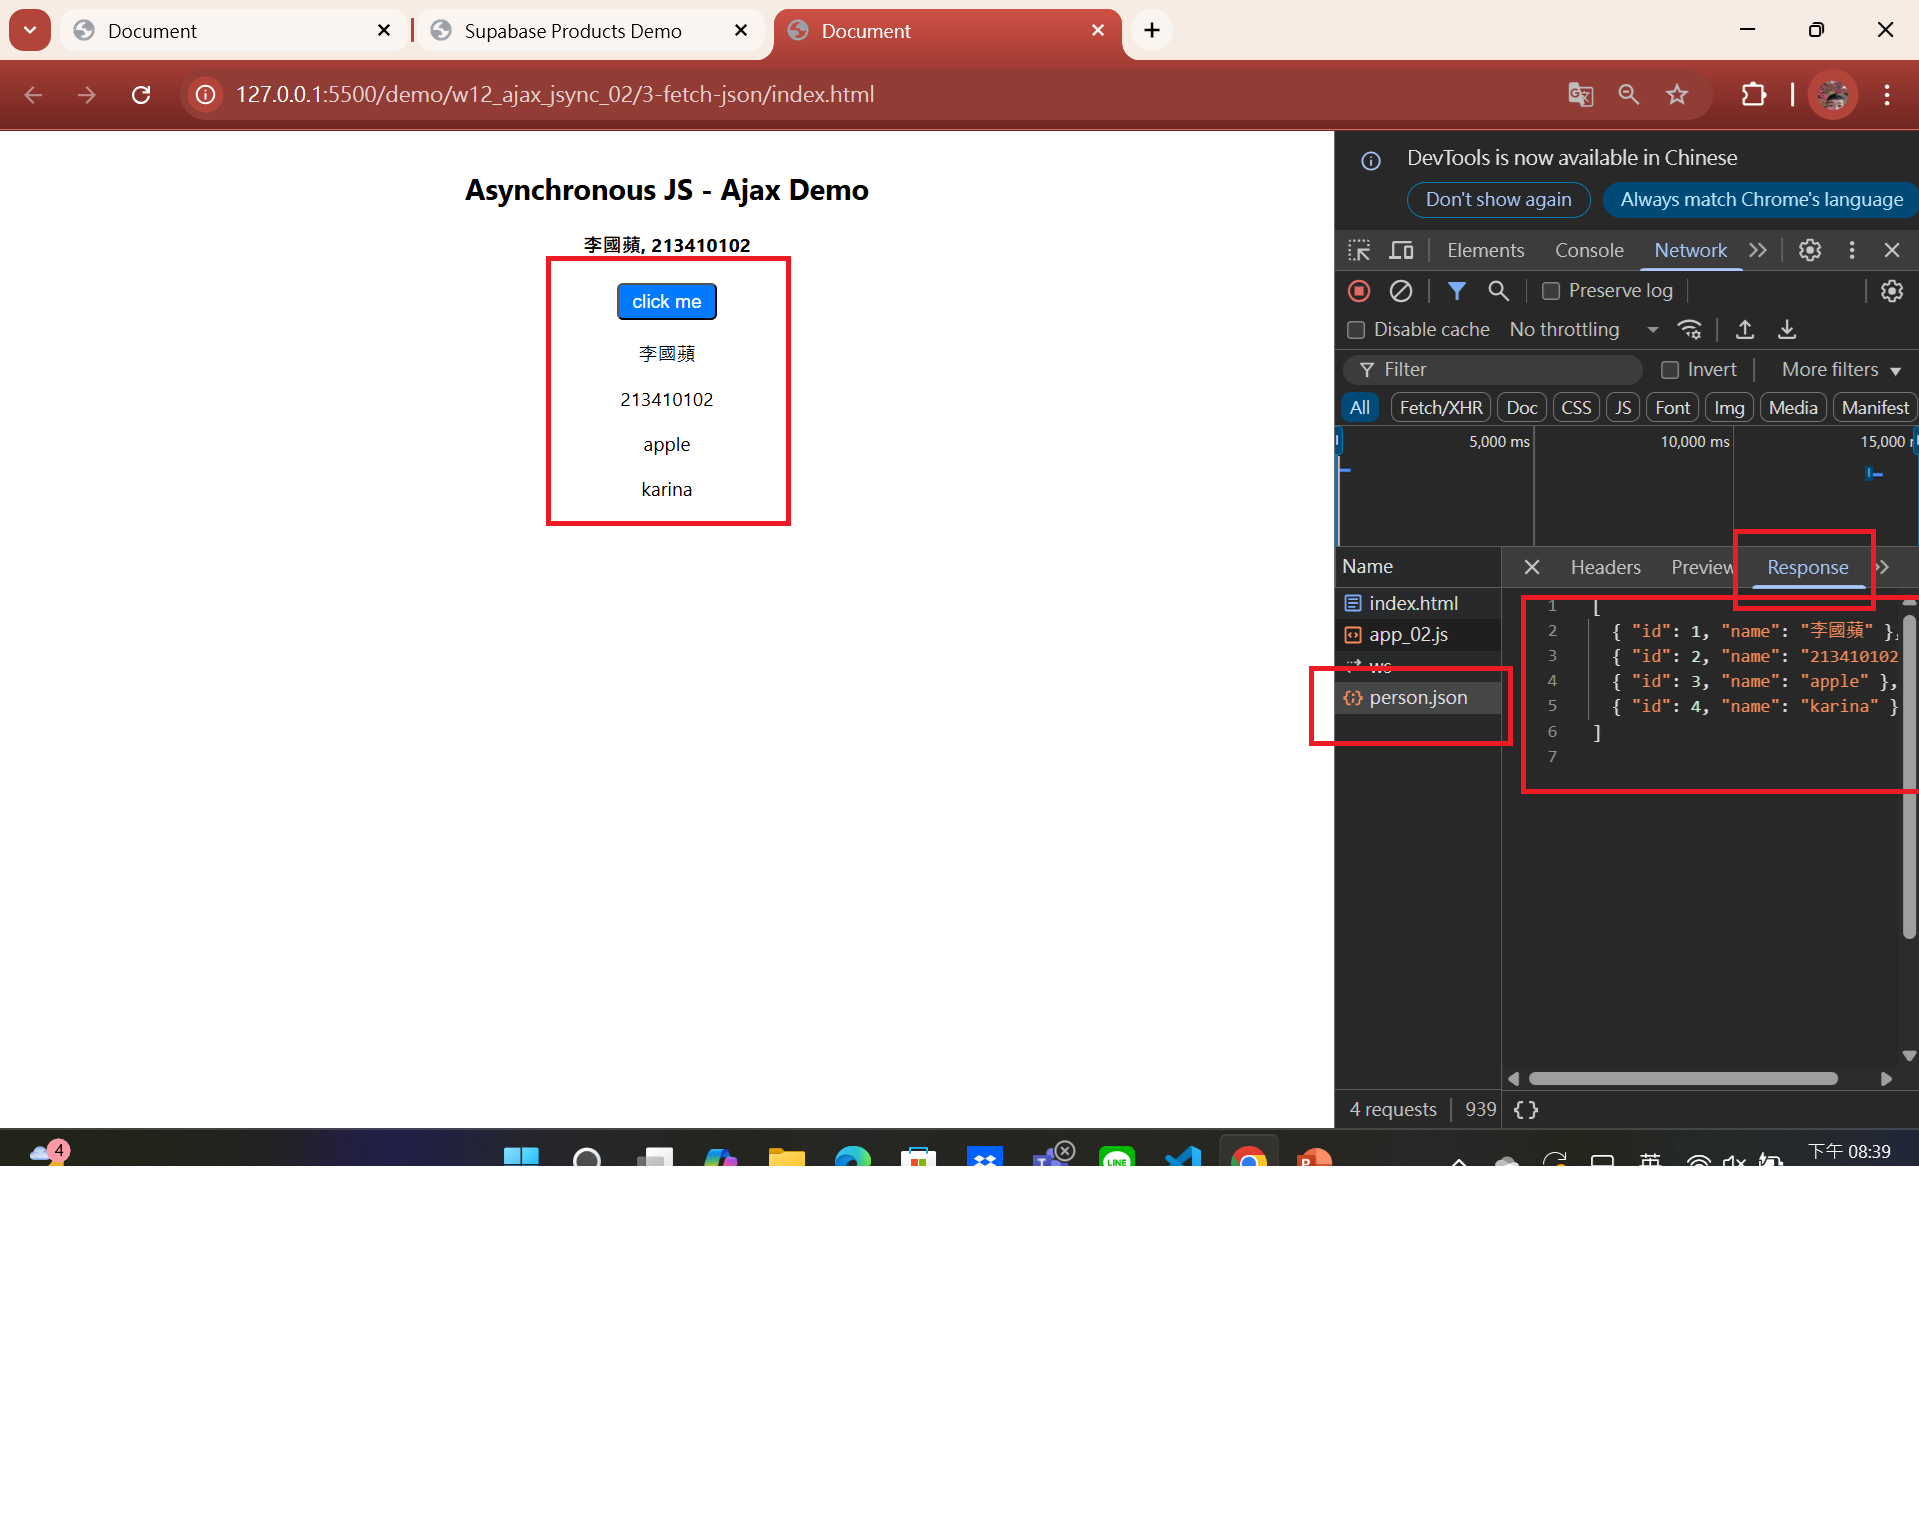 Document
Supabase Products Demo
Document
127.0.0.1:5500/demo/w12_ajax_jsync_02/3-fetch-json/index.html
Asynchronous JS - Ajax Demo
李國蘋, 213410102
click me
李國蘋
213410102
apple
karina
DevTools is now available in Chinese
Don't show again
Always match Chrome's language
Elements
Console
Network
Preserve log
Disable cache
No throttling
Filter
Invert
More filters
All
Fetch/XHR
Doc
CSS
JS
Font
Img
Media
Manifest
5,000 ms
10,000 ms
15,000
Name
Headers
Preview
Response
index.html
app_02.js
ws
person.json
1 [
2 { "id": 1, "name": "李國蘋" },
3 { "id": 2, "name": "213410102
4 { "id": 3, "name": "apple" },
5 { "id": 4, "name": "karina" }
6 ]
7
4 requests
939
{ }
4
LINE
英
下午 08:39